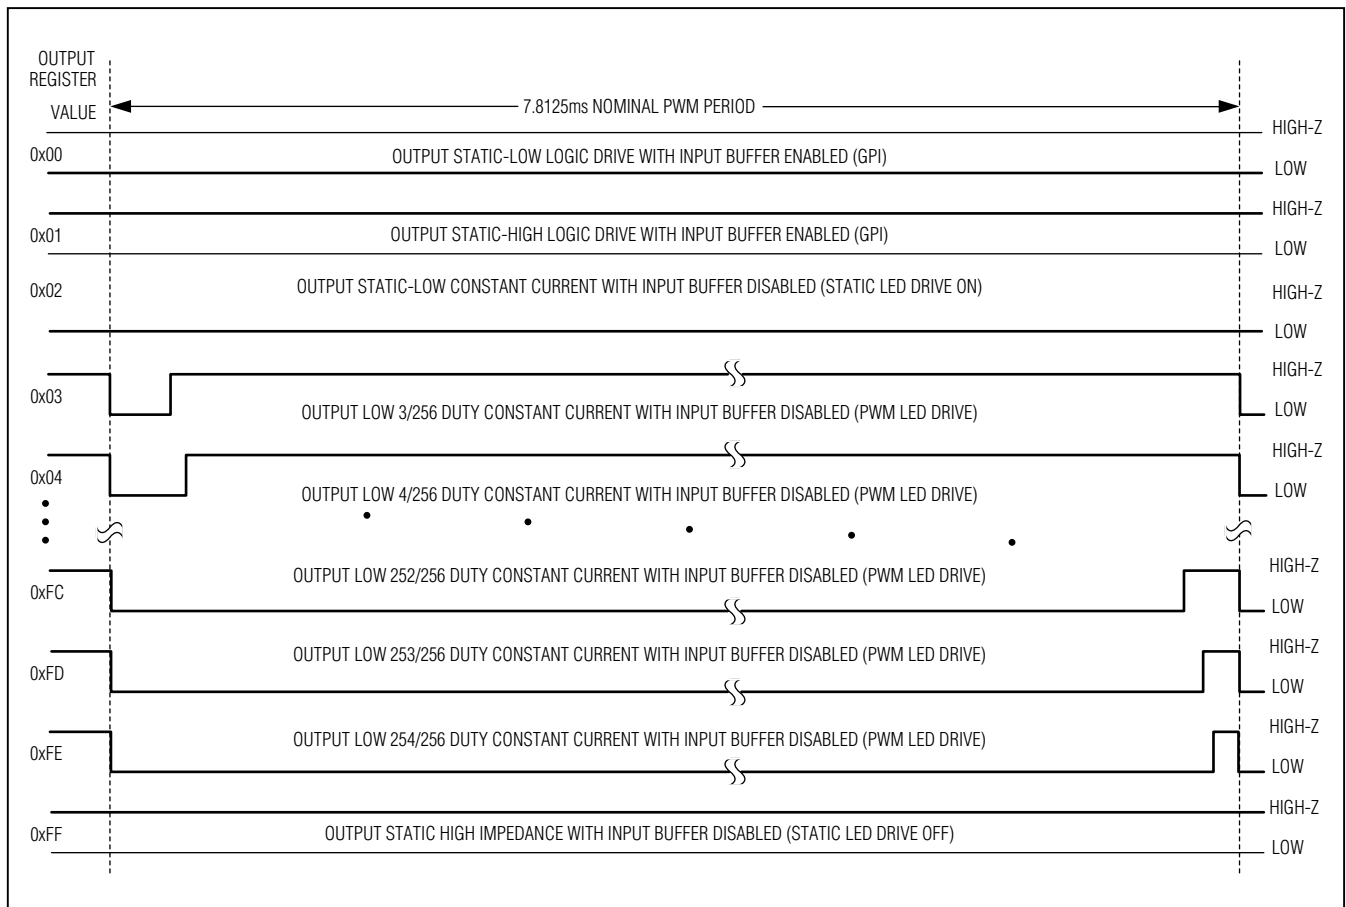 OUTPUT
REGISTER
VALUE
7.8125ms NOMINAL PWM PERIOD
HIGH-Z
0x00
OUTPUT STATIC-LOW LOGIC DRIVE WITH INPUT BUFFER ENABLED (GPI)
LOW
HIGH-Z
0x01
OUTPUT STATIC-HIGH LOGIC DRIVE WITH INPUT BUFFER ENABLED (GPI)
LOW
0x02
OUTPUT STATIC-LOW CONSTANT CURRENT WITH INPUT BUFFER DISABLED (STATIC LED DRIVE ON)
HIGH-Z
LOW
HIGH-Z
0x03
OUTPUT LOW 3/256 DUTY CONSTANT CURRENT WITH INPUT BUFFER DISABLED (PWM LED DRIVE)
LOW
HIGH-Z
0x04
OUTPUT LOW 4/256 DUTY CONSTANT CURRENT WITH INPUT BUFFER DISABLED (PWM LED DRIVE)
LOW
HIGH-Z
0xFC
OUTPUT LOW 252/256 DUTY CONSTANT CURRENT WITH INPUT BUFFER DISABLED (PWM LED DRIVE)
LOW
HIGH-Z
0xFD
OUTPUT LOW 253/256 DUTY CONSTANT CURRENT WITH INPUT BUFFER DISABLED (PWM LED DRIVE)
LOW
HIGH-Z
0xFE
OUTPUT LOW 254/256 DUTY CONSTANT CURRENT WITH INPUT BUFFER DISABLED (PWM LED DRIVE)
LOW
HIGH-Z
0xFF
OUTPUT STATIC HIGH IMPEDANCE WITH INPUT BUFFER DISABLED (STATIC LED DRIVE OFF)
LOW